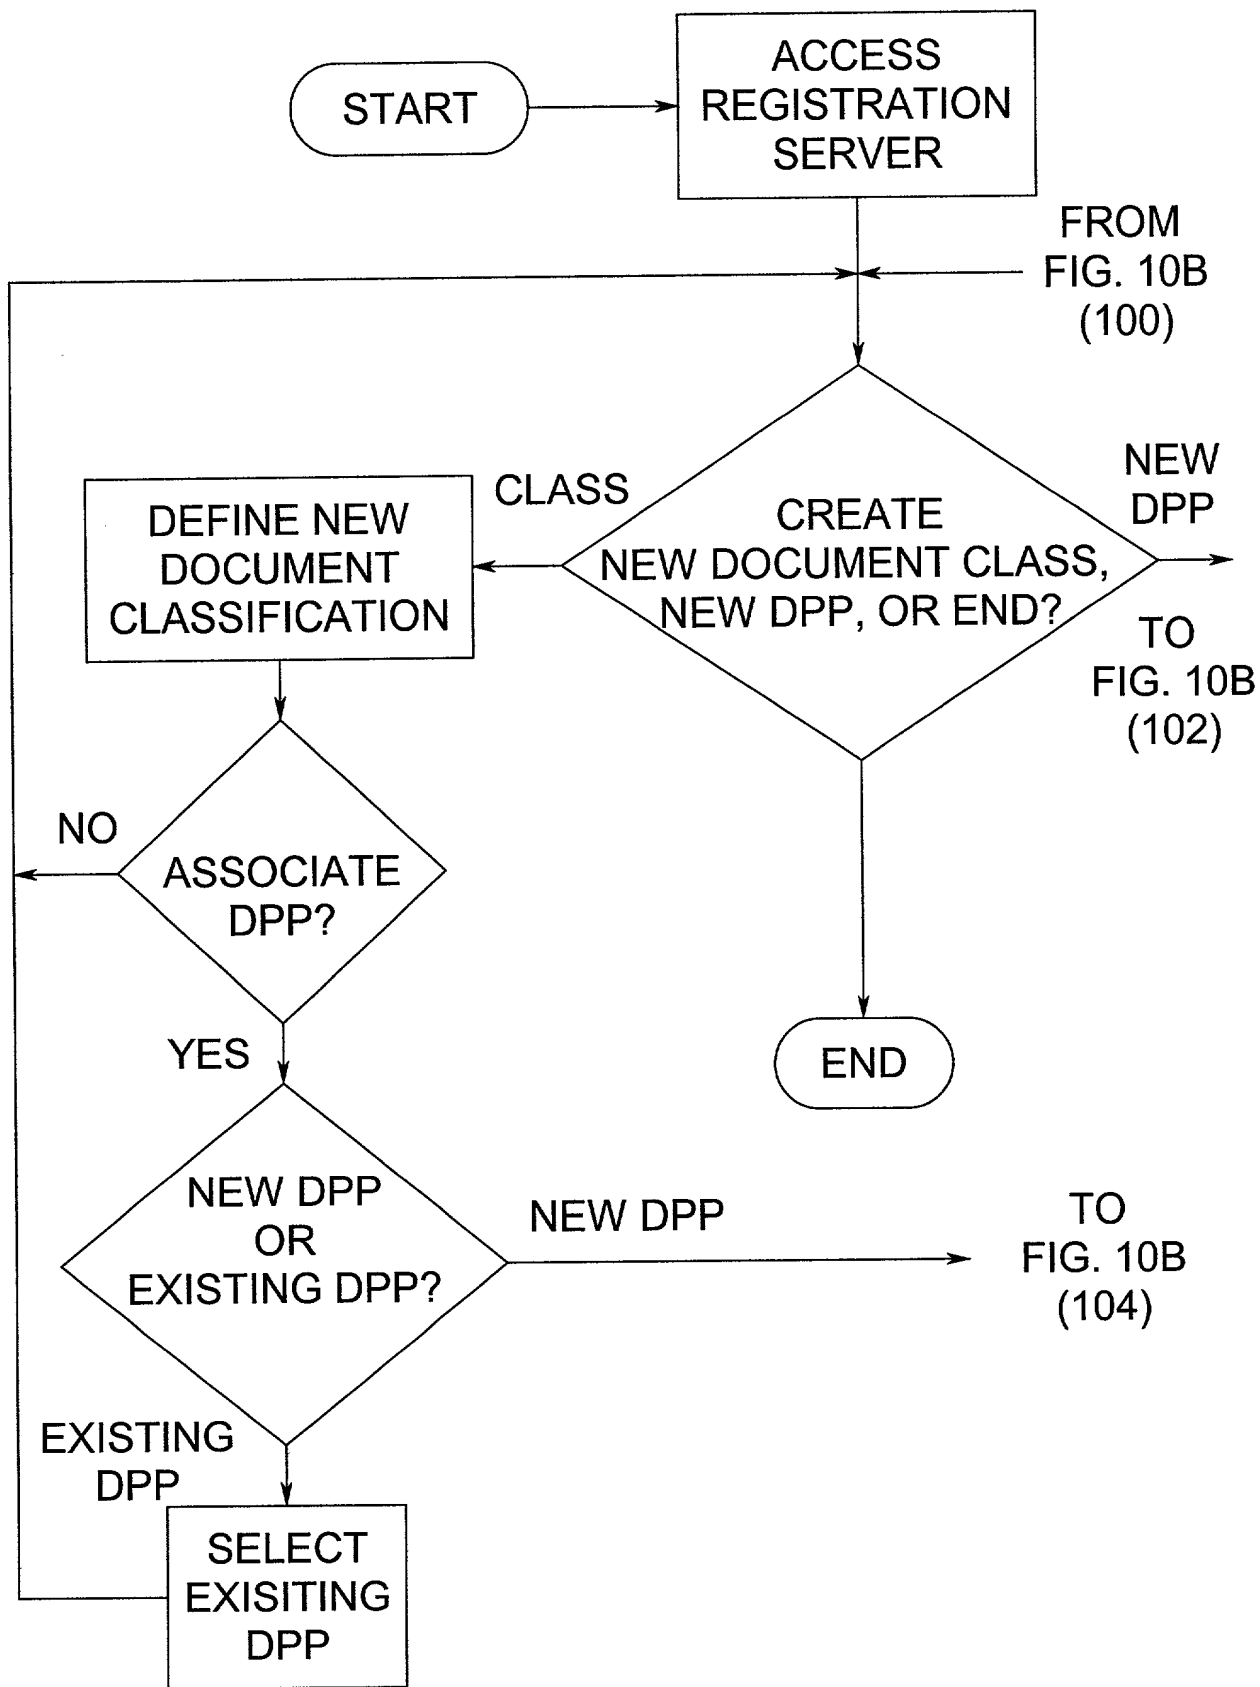 START
ACCESS
REGISTRATION
SERVER
FROM
FIG. 10B
(100)
CREATE
NEW DOCUMENT CLASS,
NEW DPP, OR END?
CLASS
NEW
DPP
TO
FIG. 10B
(102)
DEFINE NEW
DOCUMENT
CLASSIFICATION
NO
ASSOCIATE
DPP?
YES
END
NEW DPP
OR
EXISTING DPP?
NEW DPP
TO
FIG. 10B
(104)
EXISTING
DPP
SELECT
EXISITING
DPP